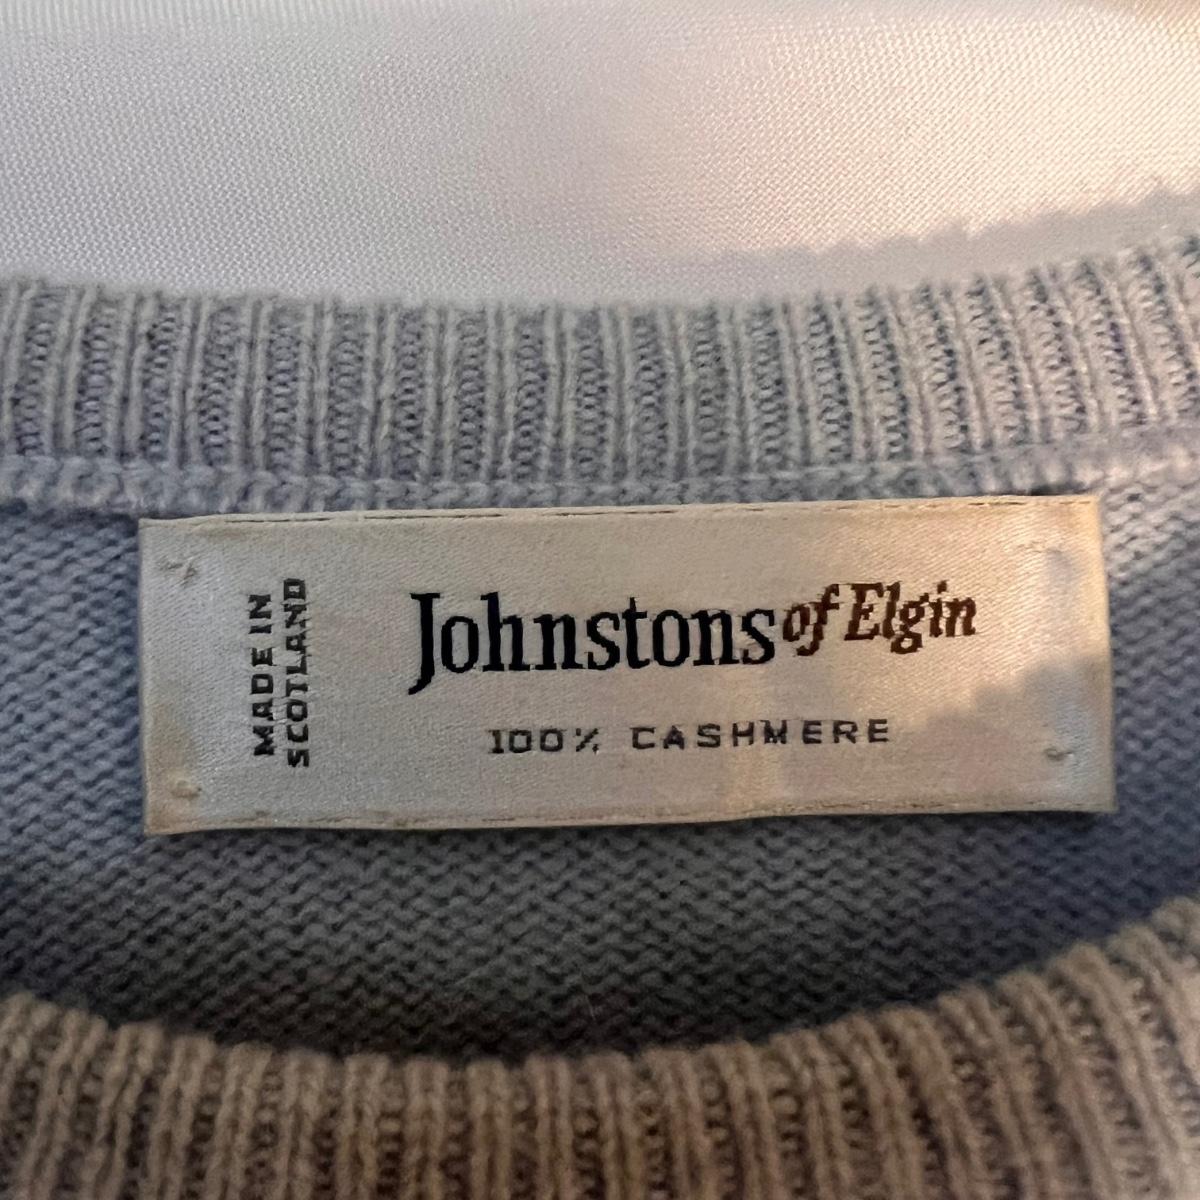 MADE IN
SCOTLAND
Johnstons of Elgin
100% CASHMERE